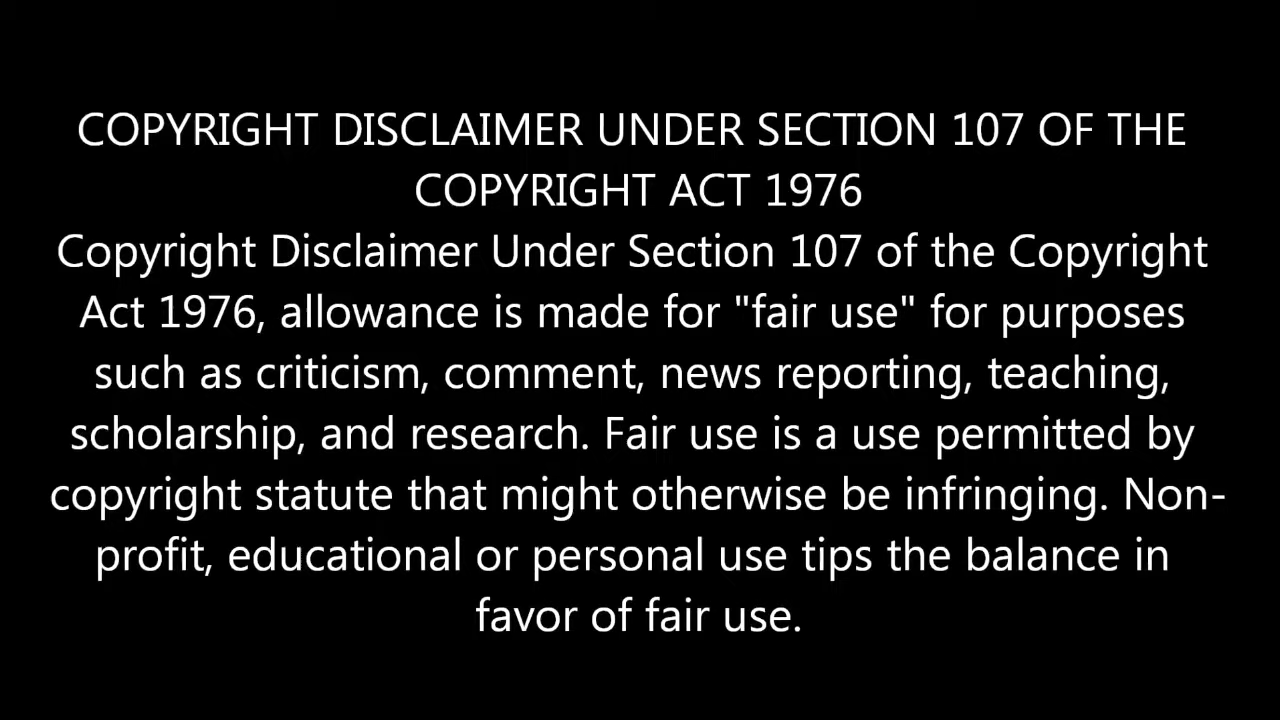 COPYRIGHT DISCLAIMER UNDER SECTION 107 OF THE
COPYRIGHT ACT 1976
Copyright Disclaimer Under Section 107 of the Copyright
Act 1976, allowance is made for "fair use" for purposes
such as criticism, comment, news reporting, teaching,
scholarship, and research. Fair use is a use permitted by
copyright statute that might otherwise be infringing. Non-
profit, educational or personal use tips the balance in
favor of fair use.